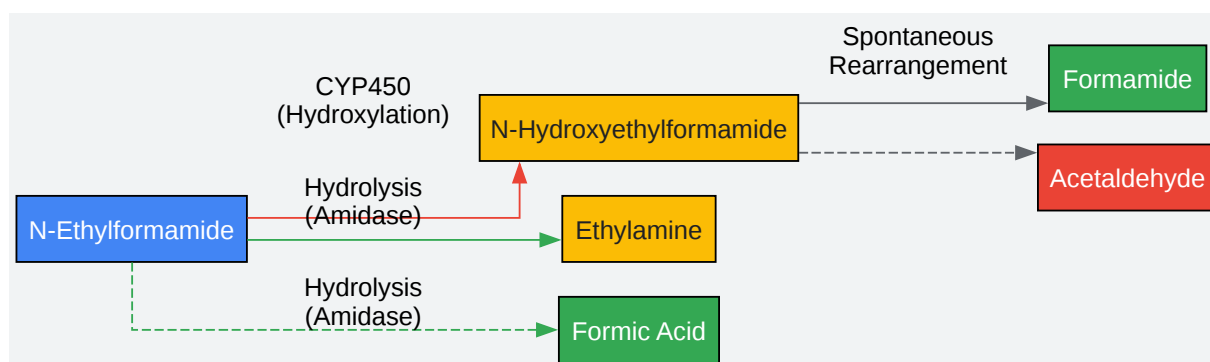 Spontaneous
Rearrangement
Formamide
CYP450
(Hydroxylation)
N-Hydroxyethylformamide
Acetaldehyde
Hydrolysis
(Amidase)
N-Ethylformamide
Ethylamine
Hydrolysis
(Amidase)
Formic Acid